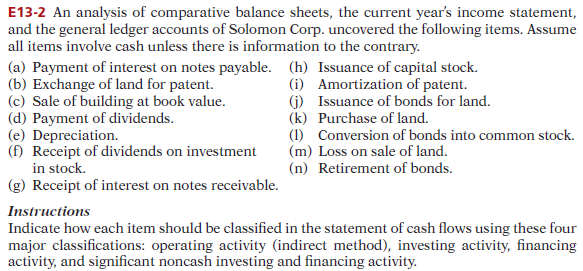 E13-2 An analysis of comparative balance sheets, the current year's income statement,
and the general ledger accounts of Solomon Corp. uncovered the following items. Assume
all items involve cash unless there is information to the contrary.
(a) Payment of interest on notes payable.
(b) Exchange of land for patent.
(c) Sale of building at book value.
(d) Payment of dividends.
(e) Depreciation.
(f) Receipt of dividends on investment
in stock.
(g) Receipt of interest on notes receivable.
(h) Issuance of capital stock.
(i) Amortization of patent.
(j) Issuance of bonds for land.
(k) Purchase of land.
(l) Conversion of bonds into common stock.
(m) Loss on sale of land.
(n) Retirement of bonds.
Instructions
Indicate how each item should be classified in the statement of cash flows using these four
major classifications: operating activity (indirect method), investing activity, financing
activity, and significant noncash investing and financing activity.